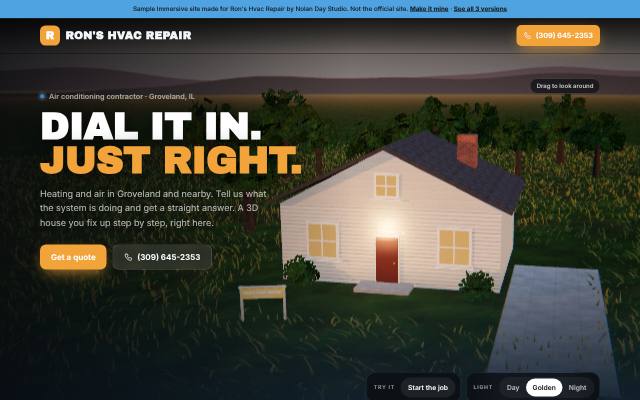 Sample Immersive site made for Ron's Hvac Repair by Nolan Day Studio. Not the official site. Make it mine · See all 3 versions
R RON'S HVAC REPAIR
(309) 645-2353
Drag to look around
Air conditioning contractor · Groveland, IL
DIAL IT IN.
JUST RIGHT.
Heating and air in Groveland and nearby. Tell us what
the system is doing and get a straight answer. A 3D
house you fix up step by step, right here.
Get a quote
(309) 645-2353
TRY IT Start the job LIGHT Day Golden Night